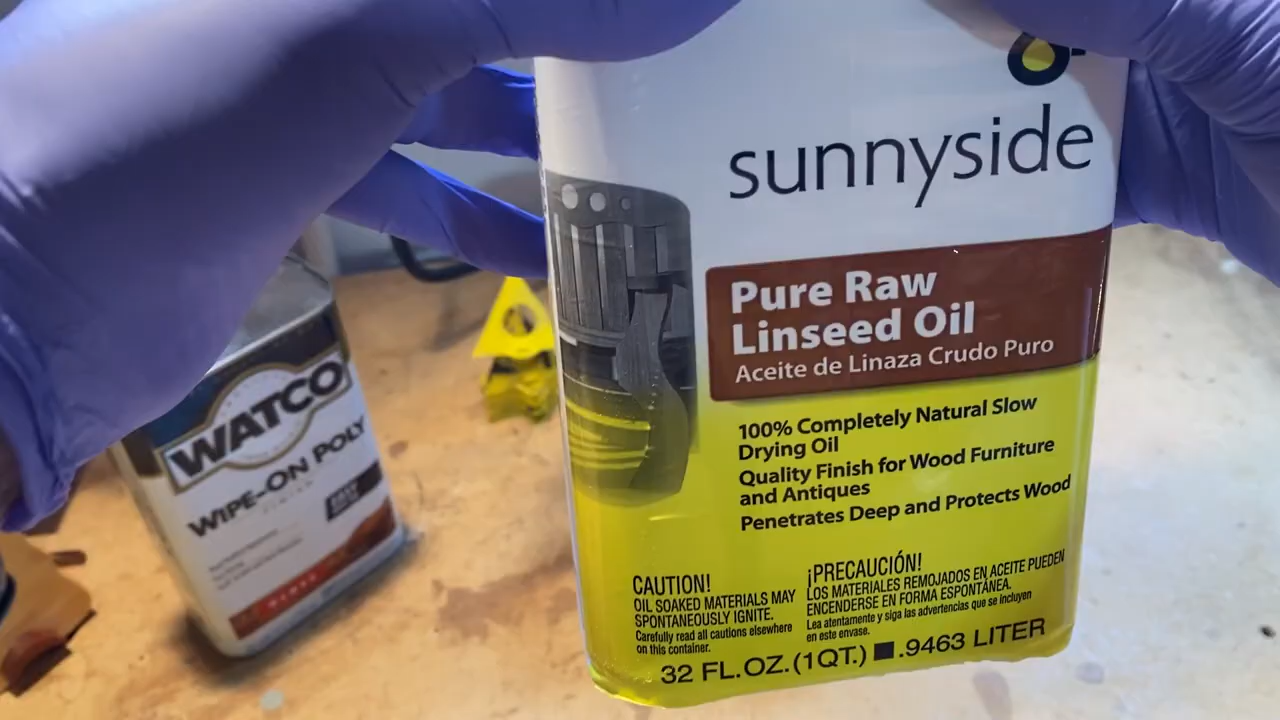 sunnyside
Pure Raw
Linseed Oil
Aceite de Linaza Crudo Puro
100% Completely Natural Slow
Drying Oil
Quality Finish for Wood Furniture
and Antiques
Penetrates Deep and Protects Wood
CAUTION!
OIL SOAKED MATERIALS MAY
SPONTANEOUSLY IGNITE.
Carefully read all cautions elsewhere
on this container.
¡PRECAUCIÓN!
LOS MATERIALES REMOJADOS EN ACEITE PUEDEN
ENCENDERSE EN FORMA ESPONTÁNEA.
Lea atentamente y siga las advertencias que se incluyen
en este envase.
32 FL.OZ.(1QT.) ■ .9463 LITER
WATCO
WIPE-ON POLY